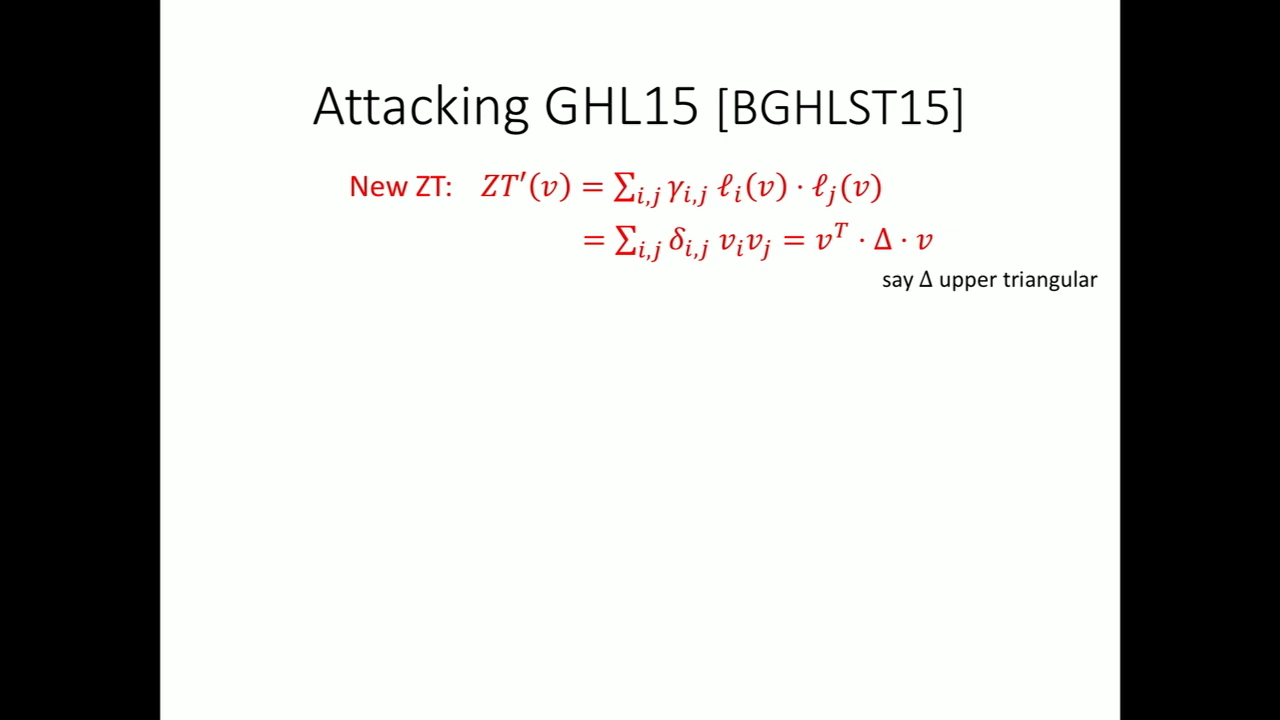 Attacking GHL15 [BGHLST15]
New ZT: ZT′(v) = ∑_{i,j} γ_{i,j} ℓ_i(v) · ℓ_j(v)
= ∑_{i,j} δ_{i,j} v_i v_j = v^T · Δ · v
say Δ upper triangular